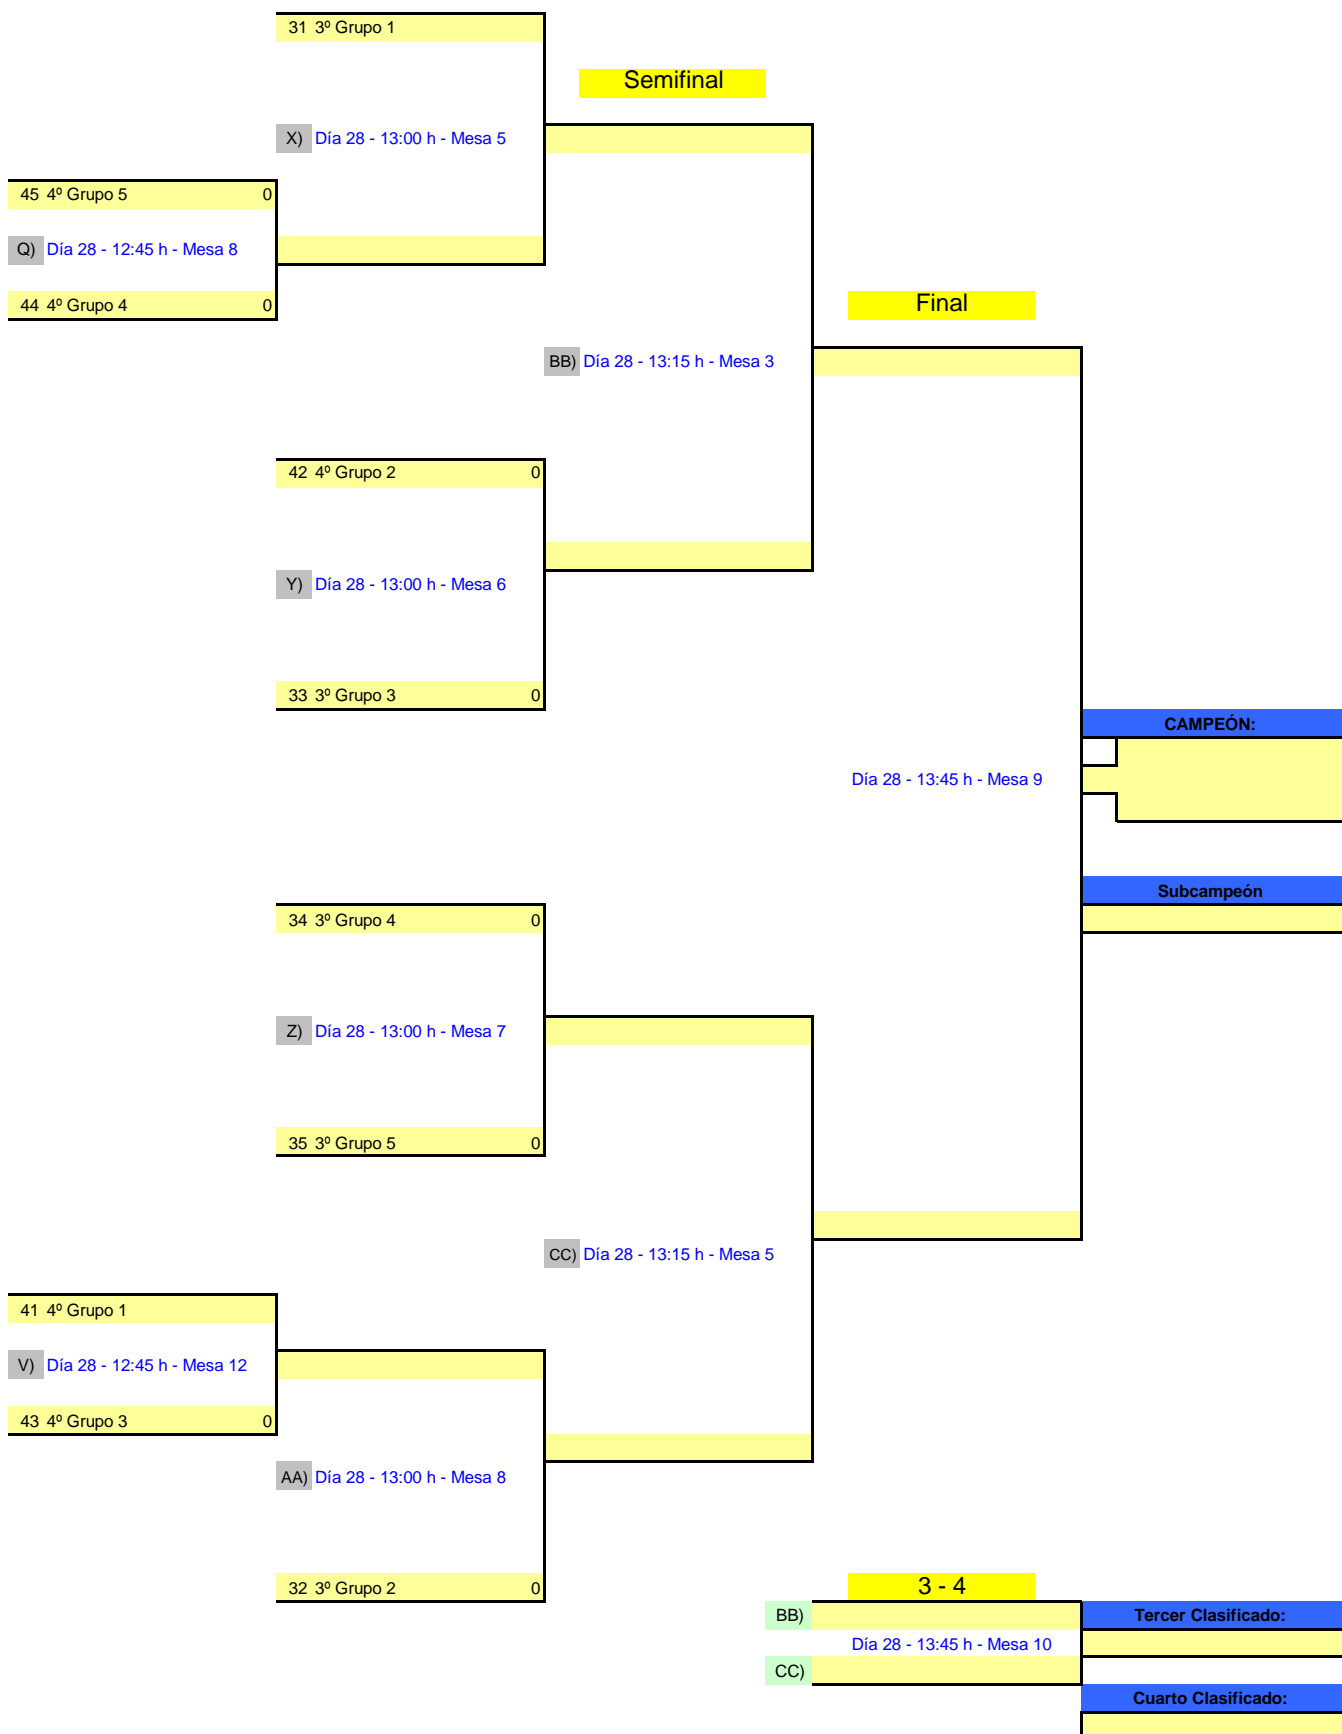 31 3º Grupo 1
Semifinal
X) Día 28 - 13:00 h - Mesa 5
45 4º Grupo 5 0
Q) Día 28 - 12:45 h - Mesa 8
44 4º Grupo 4 0
Final
BB) Día 28 - 13:15 h - Mesa 3
42 4º Grupo 2 0
Y) Día 28 - 13:00 h - Mesa 6
33 3º Grupo 3 0
CAMPEÓN:
Día 28 - 13:45 h - Mesa 9
Subcampeón
34 3º Grupo 4 0
Z) Día 28 - 13:00 h - Mesa 7
35 3º Grupo 5 0
CC) Día 28 - 13:15 h - Mesa 5
41 4º Grupo 1
V) Día 28 - 12:45 h - Mesa 12
43 4º Grupo 3 0
AA) Día 28 - 13:00 h - Mesa 8
32 3º Grupo 2 0
3 - 4
BB)
Tercer Clasificado:
Día 28 - 13:45 h - Mesa 10
CC)
Cuarto Clasificado: